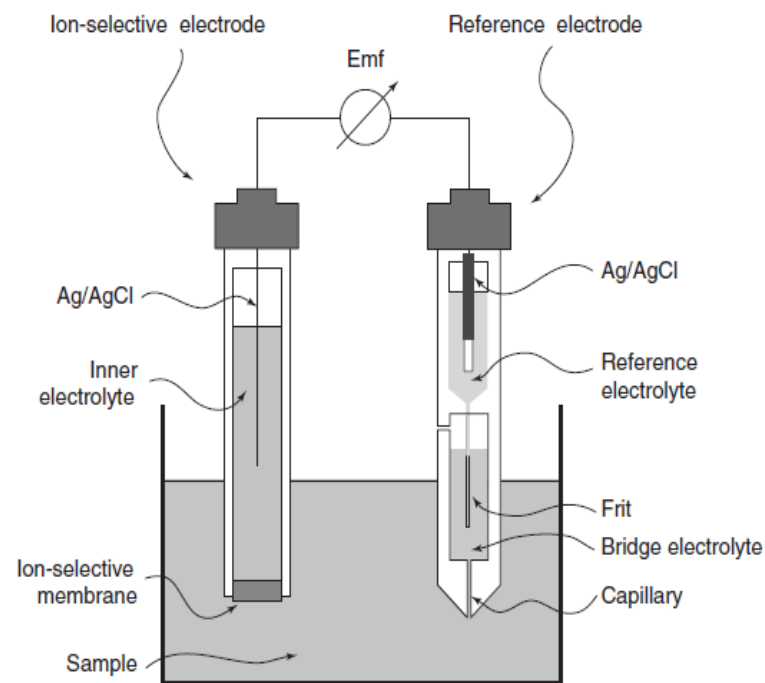 Ion-selective electrode
Reference electrode
Emf
Ag/AgCl
Ag/AgCl
Inner
electrolyte
Reference
electrolyte
Frit
Bridge electrolyte
Ion-selective
membrane
Capillary
Sample